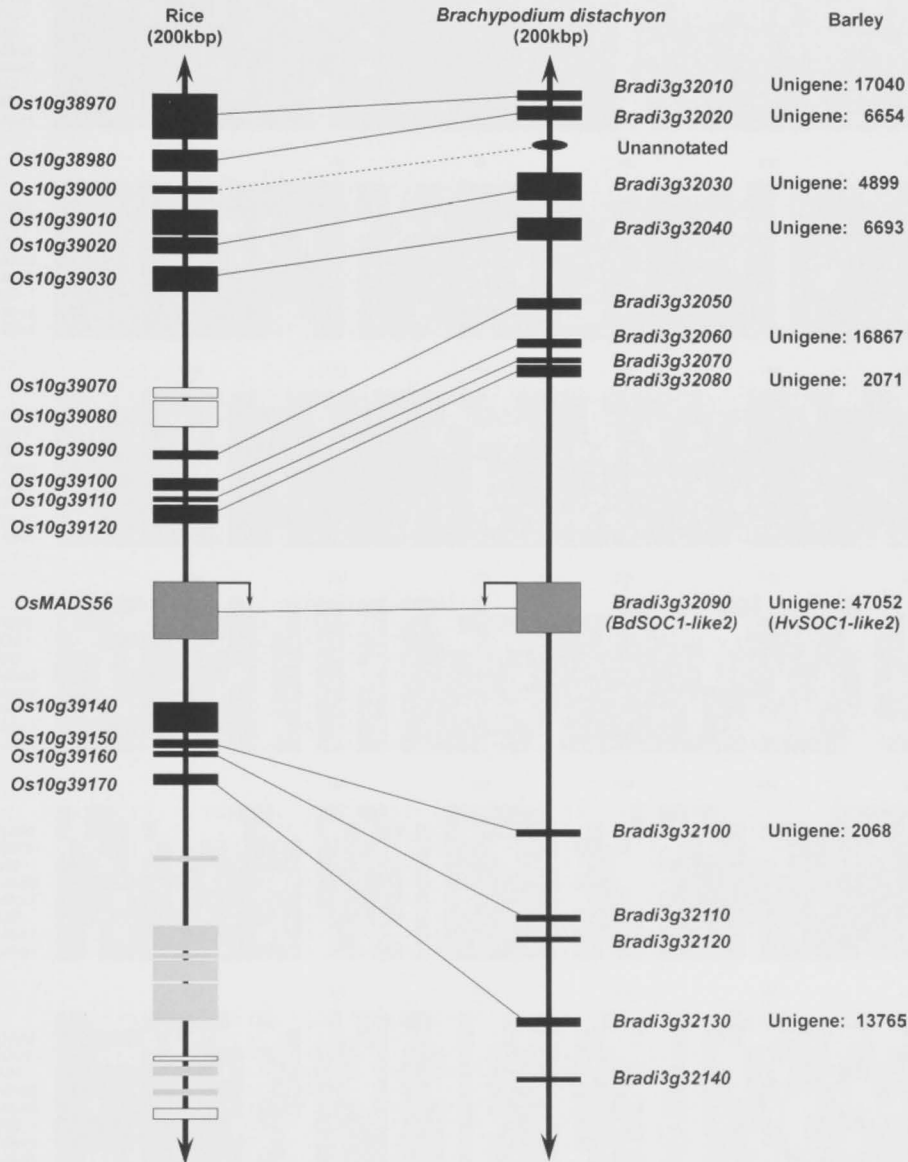 Rice
(200kbp)
Brachypodium distachyon
(200kbp)
Barley
Os10g38970
Os10g38980
Os10g39000
Os10g39010
Os10g39020
Os10g39030
Os10g39070
Os10g39080
Os10g39090
Os10g39100
Os10g39110
Os10g39120
OsMADS56
Os10g39140
Os10g39150
Os10g39160
Os10g39170
Bradi3g32010 Unigene: 17040
Bradi3g32020 Unigene: 6654
Unannotated
Bradi3g32030 Unigene: 4899
Bradi3g32040 Unigene: 6693
Bradi3g32050
Bradi3g32060 Unigene: 16867
Bradi3g32070
Bradi3g32080 Unigene: 2071
Bradi3g32090 Unigene: 47052
(BdSOC1-like2) (HvSOC1-like2)
Bradi3g32100 Unigene: 2068
Bradi3g32110
Bradi3g32120
Bradi3g32130 Unigene: 13765
Bradi3g32140